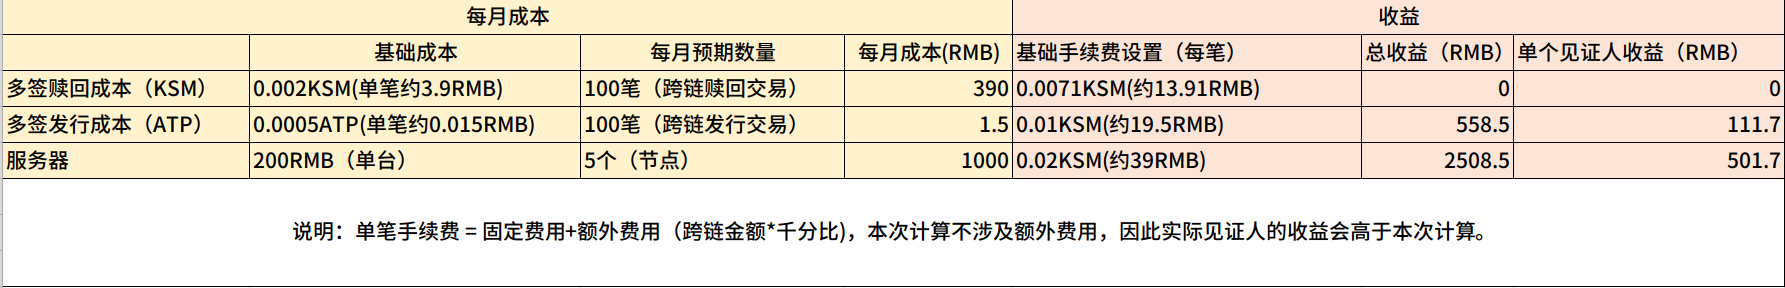 每月成本 收益
基础成本 每月预期数量 每月成本(RMB) 基础手续费设置（每笔） 总收益（RMB） 单个见证人收益（RMB）
多签赎回成本（KSM） 0.002KSM(单笔约3.9RMB) 100笔（跨链赎回交易） 390 0.0071KSM(约13.91RMB) 0 0
多签发行成本（ATP） 0.0005ATP(单笔约0.015RMB) 100笔（跨链发行交易） 1.5 0.01KSM(约19.5RMB) 558.5 111.7
服务器 200RMB（单台） 5个（节点） 1000 0.02KSM(约39RMB) 2508.5 501.7
说明：单笔手续费 = 固定费用+额外费用（跨链金额*千分比)，本次计算不涉及额外费用，因此实际见证人的收益会高于本次计算。